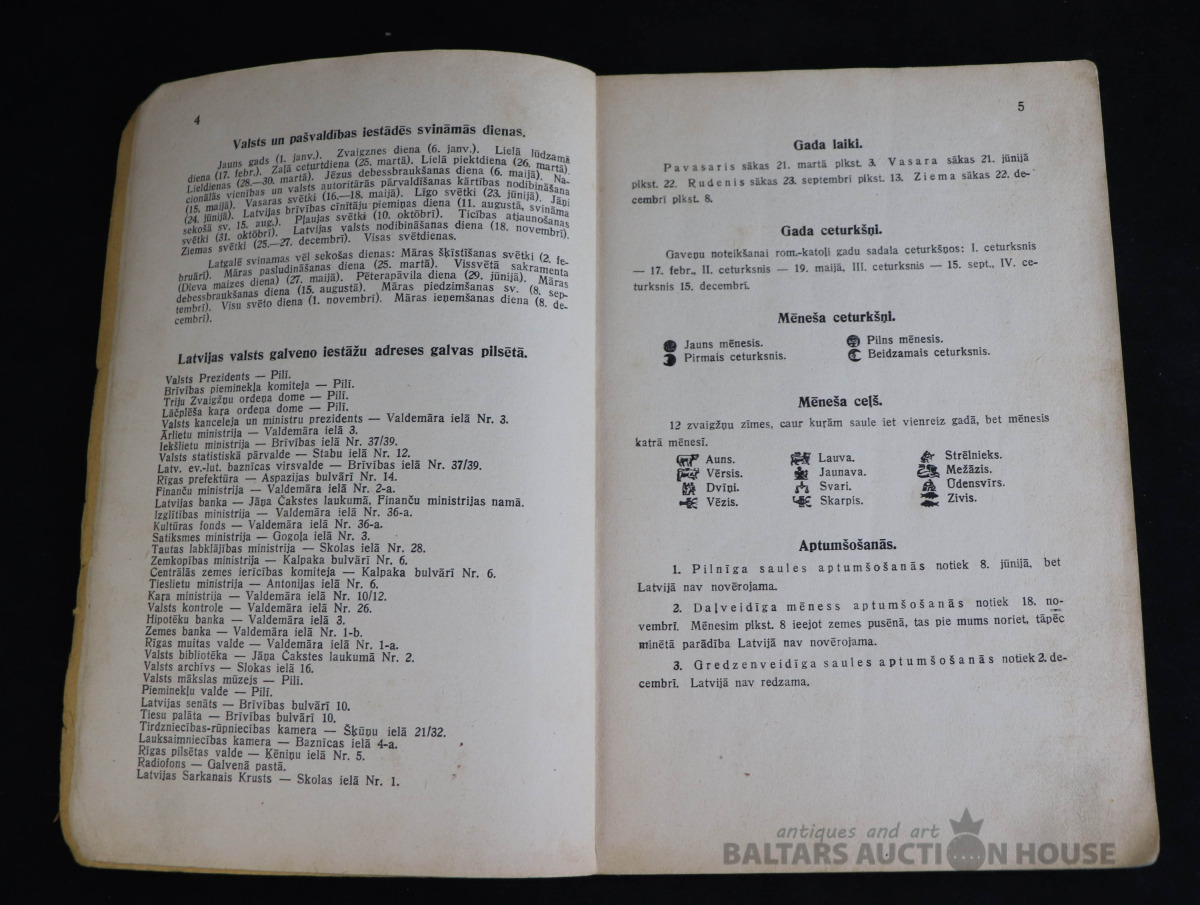 4
Valsts un pašvaldības iestādēs svināmās dienas.
Jauns gads (1. janv.). Zvaigznes diena (6. janv.). Lielā lūdzamā
diena (17. febr.). Zaļā ceturtdiena (25. martā). Lielā piektdiena (26. martā).
Lieldienas (28.—30. martā). Jēzus debessbraukšanas diena (6. maijā). Na-
cionālās vienības un valsts autoritārās pārvaldīšanas kārtības nodibināšana
(15. maijā). Vasaras svētki (16.—18. maijā). Līgo svētki (23. jūnijā). Jāņi
(24. jūnijā). Latvijas brīvības cīnītāju piemiņas diena (11. augustā, svināma
sekošā sv. 15. aug.). Pļaujas svētki (10. oktobrī). Ticības atjaunošanas
svētki (31. oktobrī). Latvijas valsts nodibināšanas diena (18. novembrī).
Ziemas svētki (25.—27. decembrī). Visas svētdienas.
Latgalē svinamas vēl sekošas dienas: Māras šķīstīšanas svētki (2. fe-
bruārī). Māras pasludināšanas diena (25. martā). Vissvētā sakramenta
(Dieva maizes diena) (27. maijā). Pēterapāvila diena (29. jūnijā). Māras
debessbraukšanas diena (15. augustā). Māras piedzimšanas sv. (8. sep-
tembrī). Visu svēto diena (1. novembrī). Māras ieņemšanas diena (8. de-
cembrī).
Latvijas valsts galveno iestāžu adreses galvas pilsētā.
Valsts Prezidents — Pilī.
Brīvības pieminekļa komiteja — Pilī.
Triju Zvaigžņu ordeņa dome — Pilī.
Lāčplēša kaŗa ordeņa dome — Pilī.
Valsts kanceleja un ministru prezidents — Valdemāra ielā Nr. 3.
Ārlietu ministrija — Valdemāra ielā 3.
Iekšlietu ministrija — Brīvības ielā Nr. 37/39.
Valsts statistiskā pārvalde — Stabu ielā Nr. 12.
Latv. ev.-lut. baznīcas virsvalde — Brīvības ielā Nr. 37/39.
Rīgas prefektūra — Aspazijas bulvārī Nr. 14.
Finanču ministrija — Valdemāra ielā Nr. 2-a.
Latvijas banka — Jāņa Čakstes laukumā, Finanču ministrijas namā.
Izglītības ministrija — Valdemāra ielā Nr. 36-a.
Kultūras fonds — Valdemāra ielā Nr. 36-a.
Satiksmes ministrija — Gogoļa ielā Nr. 3.
Tautas labklājības ministrija — Skolas ielā Nr. 28.
Zemkopības ministrija — Kalpaka bulvārī Nr. 6.
Centrālās zemes ierīcības komiteja — Kalpaka bulvārī Nr. 6.
Tieslietu ministrija — Antonijas ielā Nr. 6.
Kaŗa ministrija — Valdemāra ielā Nr. 10/12.
Valsts kontrole — Valdemāra ielā Nr. 26.
Hipotēku banka — Valdemāra ielā 3.
Zemes banka — Valdemāra ielā Nr. 1-b.
Rīgas muitas valde — Valdemāra ielā Nr. 1-a.
Valsts bibliotēka — Jāņa Čakstes laukumā Nr. 2.
Valsts archīvs — Slokas ielā 16.
Valsts mākslas mūzejs — Pilī.
Pieminekļu valde — Pilī.
Latvijas senāts — Brīvības bulvārī 10.
Tiesu palāta — Brīvības bulvārī 10.
Tirdzniecības-rūpniecības kamera — Šķūņu ielā 21/32.
Lauksaimniecības kamera — Baznīcas ielā 4-a.
Rīgas pilsētas valde — Ķēniņu ielā Nr. 5.
Radiofons — Galvenā pastā.
Latvijas Sarkanais Krusts — Skolas ielā Nr. 1.
5
Gada laiki.
Pavasaris sākas 21. martā plkst. 3. Vasara sākas 21. jūnijā
plkst. 22. Rudenis sākas 23. septembrī plkst. 13. Ziema sākas 22. de-
cembrī plkst. 8.
Gada ceturkšņi.
Gaveņu noteikšanai rom.-katoļi gadu sadala ceturkšņos: I. ceturksnis
— 17. febr., II. ceturksnis — 19. maijā, III. ceturksnis — 15. sept., IV. ce-
turksnis 15. decembrī.
Mēneša ceturkšņi.
Jauns mēnesis. Pilns mēnesis.
Pirmais ceturksnis. Beidzamais ceturksnis.
Mēneša ceļš.
12 zvaigžņu zīmes, caur kuŗām saule iet vienreiz gadā, bet mēnesis
katrā mēnesī.
Auns. Lauva. Strēlnieks.
Vērsis. Jaunava. Mežāzis.
Dvīņi. Svari. Ūdensvīrs.
Vēzis. Skarpis. Zivis.
Aptumšošanās.
1. Pilnīga saules aptumšošanās notiek 8. jūnijā, bet
Latvijā nav novērojama.
2. Daļveidīga mēness aptumšošanās notiek 18. no-
vembrī. Mēnesim plkst. 8 ieejot zemes pusēnā, tas pie mums noriet, tāpēc
minētā parādība Latvijā nav novērojama.
3. Gredzenveidīga saules aptumšošanās notiek 2. de-
cembrī. Latvijā nav redzama.
antiques and art
BALTARS AUCTION HOUSE